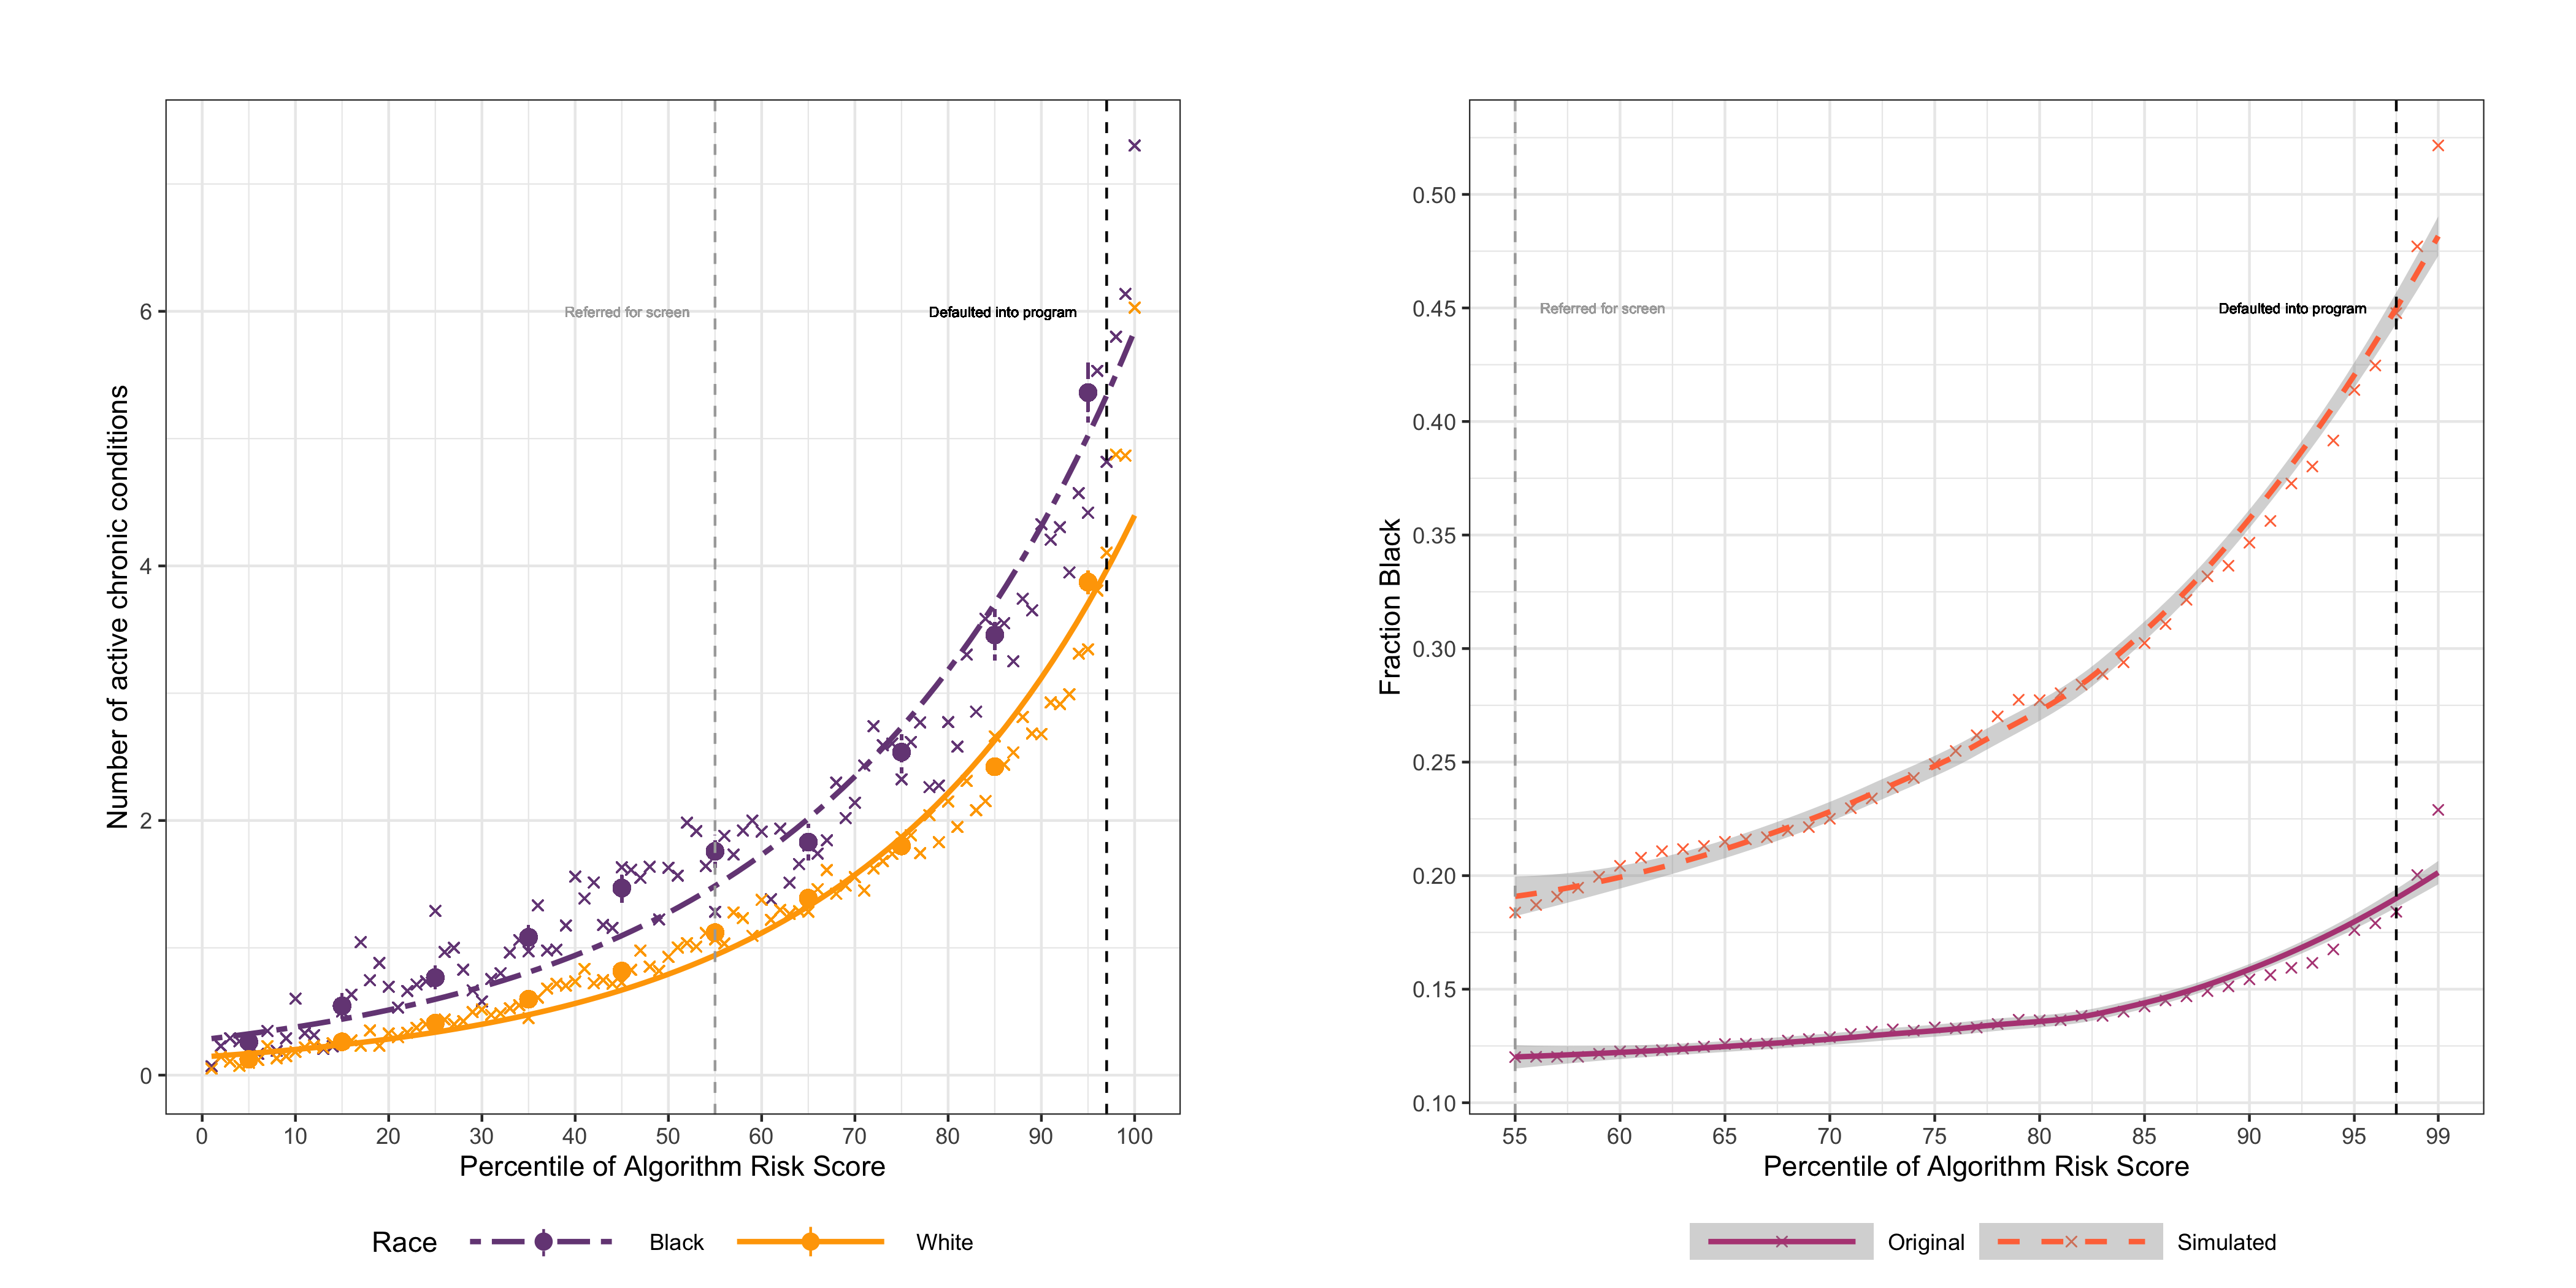 Number of active chronic conditions
6
4
2
0
Referred for screen
Defaulted into program
0 10 20 30 40 50 60 70 80 90 100
Percentile of Algorithm Risk Score
Race Black White
Fraction Black
0.50
0.45
0.40
0.35
0.30
0.25
0.20
0.15
0.10
Referred for screen
Defaulted into program
55 60 65 70 75 80 85 90 95 99
Percentile of Algorithm Risk Score
Original Simulated